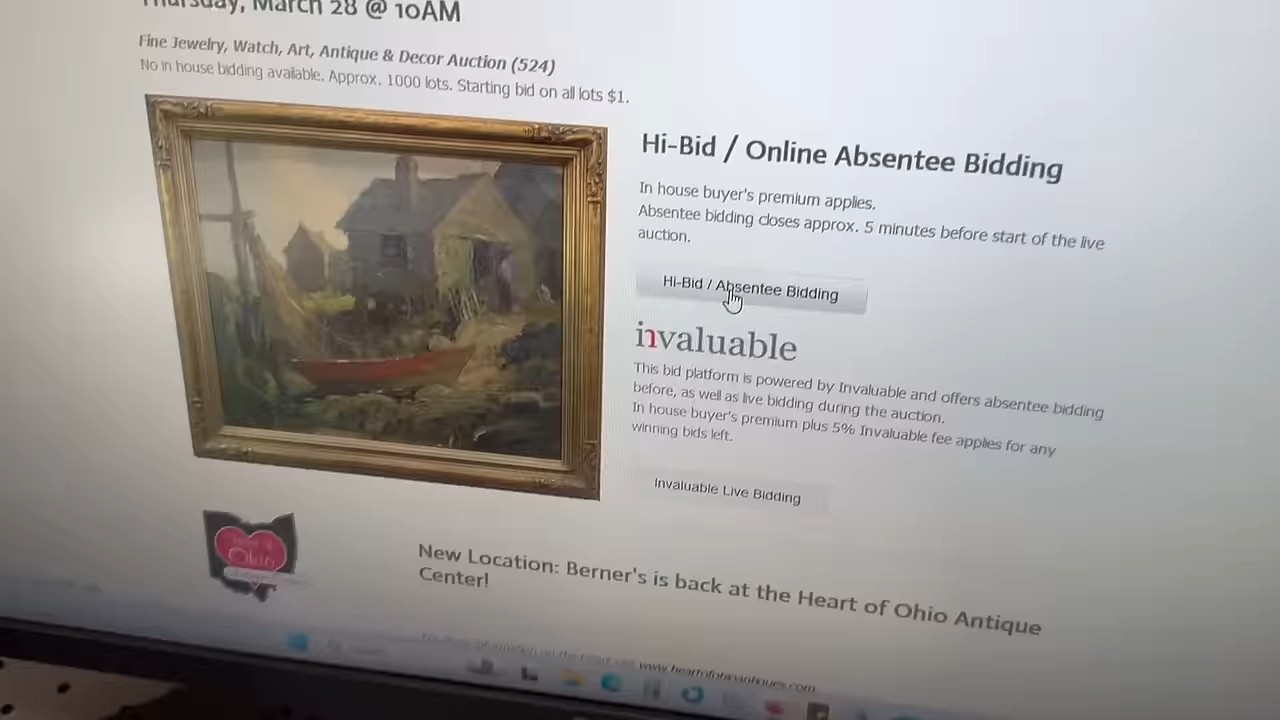 Thursday, March 28 @ 10AM
Fine Jewelry, Watch, Art, Antique & Decor Auction (524)
No in house bidding available. Approx. 1000 lots. Starting bid on all lots $1.
Hi-Bid / Online Absentee Bidding
In house buyer's premium applies.
Absentee bidding closes approx. 5 minutes before start of the live
auction.
Hi-Bid / Absentee Bidding
invaluable
This bid platform is powered by Invaluable and offers absentee bidding
before, as well as live bidding during the auction.
In house buyer's premium plus 5% Invaluable fee applies for any
winning bids left.
Invaluable Live Bidding
Ohio
New Location: Berner's is back at the Heart of Ohio Antique
Center!
www.heartofohioantiques.com